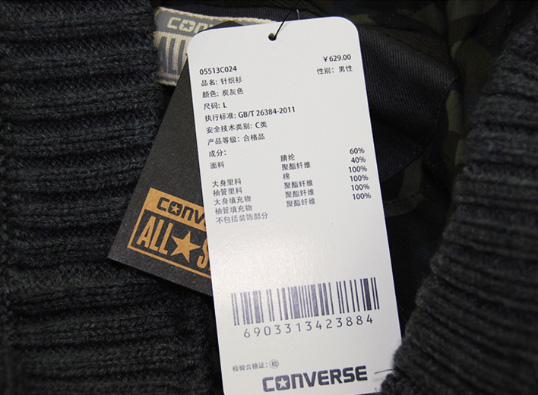 CONVERSE
ALL
05513C024 ￥629.00
品名: 针织衫 性别: 男性
颜色: 炭灰色
尺码: L
执行标准: GB/T 26384-2011
安全技术类别: C类
产品等级: 合格品
成分:
面料 腈纶 60%
聚酯纤维 40%
大身里料 棉 100%
袖管里料 聚酯纤维 100%
大身填充物 聚酯纤维 100%
袖管填充物 聚酯纤维 100%
不包括装饰部分
CONVERSE
ALL★S
6903313423884
检验合格证:
CONVERSE